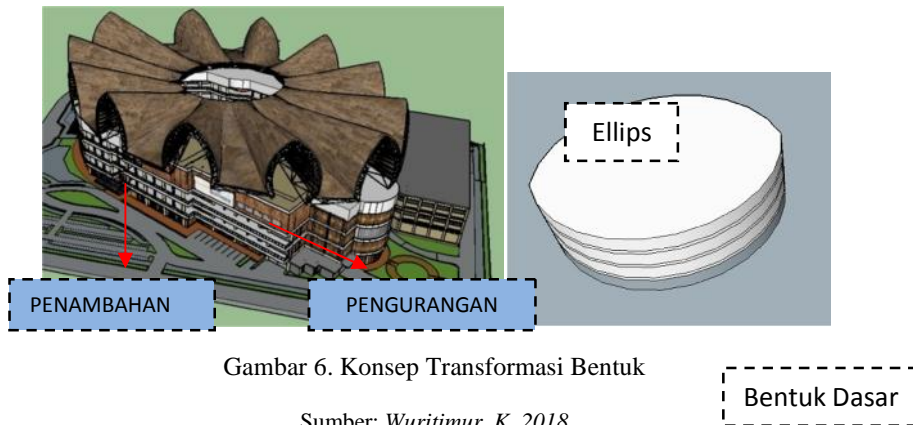 Ellips
PENAMBAHAN
PENGURANGAN
Gambar 6. Konsep Transformasi Bentuk
Bentuk Dasar
Sumber: Wuritimur, K, 2018